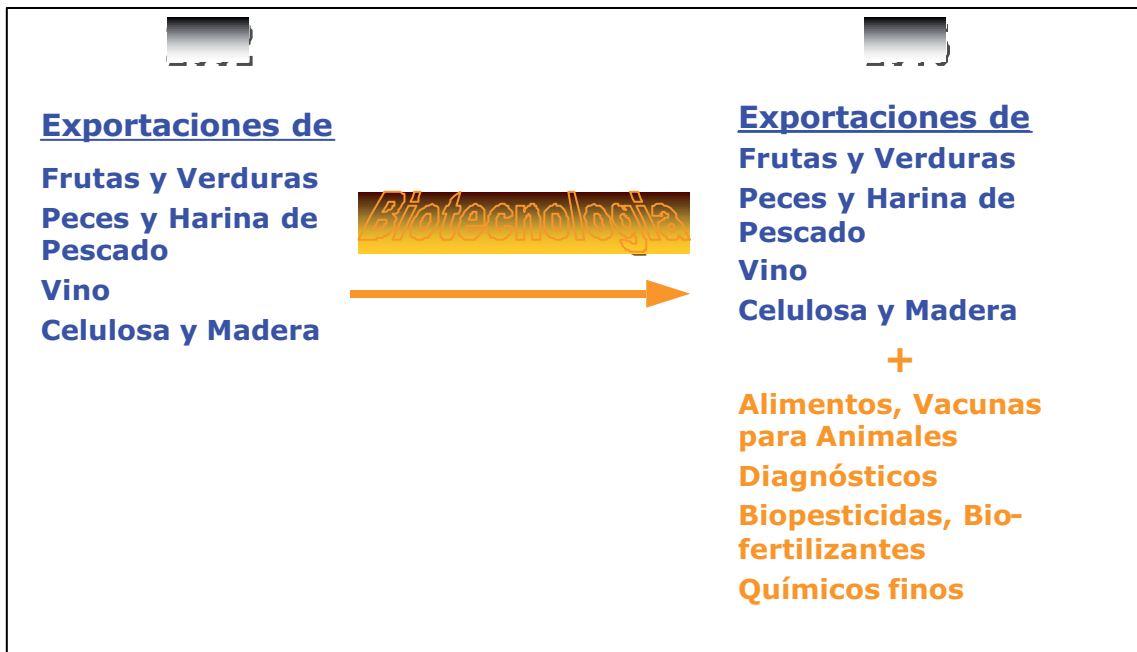 Exportaciones de
Frutas y Verduras
Peces y Harina de
Pescado
Vino
Celulosa y Madera
Biotecnologia
Exportaciones de
Frutas y Verduras
Peces y Harina de
Pescado
Vino
Celulosa y Madera
+
Alimentos, Vacunas
para Animales
Diagnósticos
Biopesticidas, Bio-
fertilizantes
Químicos finos